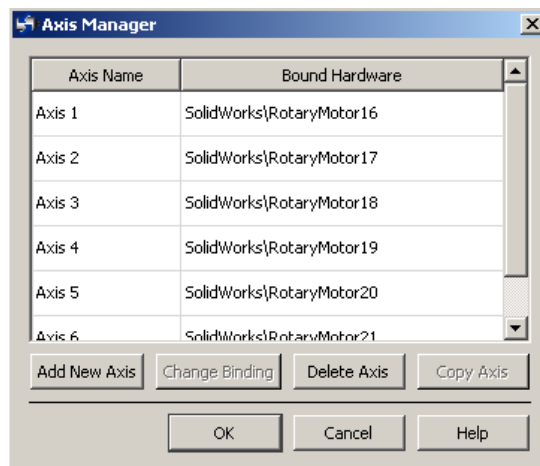 Axis Manager
Axis Name Bound Hardware
Axis 1 SolidWorks\RotaryMotor16
Axis 2 SolidWorks\RotaryMotor17
Axis 3 SolidWorks\RotaryMotor18
Axis 4 SolidWorks\RotaryMotor19
Axis 5 SolidWorks\RotaryMotor20
Axis 6 SolidWorks\RotaryMotor21
Add New Axis Change Binding Delete Axis Copy Axis
OK Cancel Help